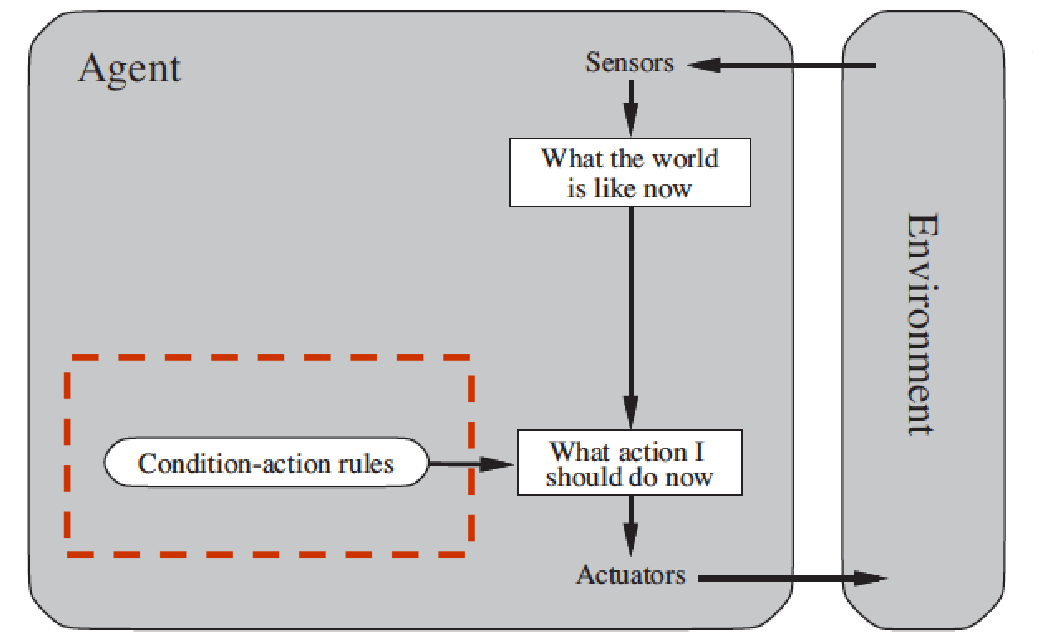 Agent
Sensors
What the world
is like now
Environment
Condition-action rules
What action I
should do now
Actuators